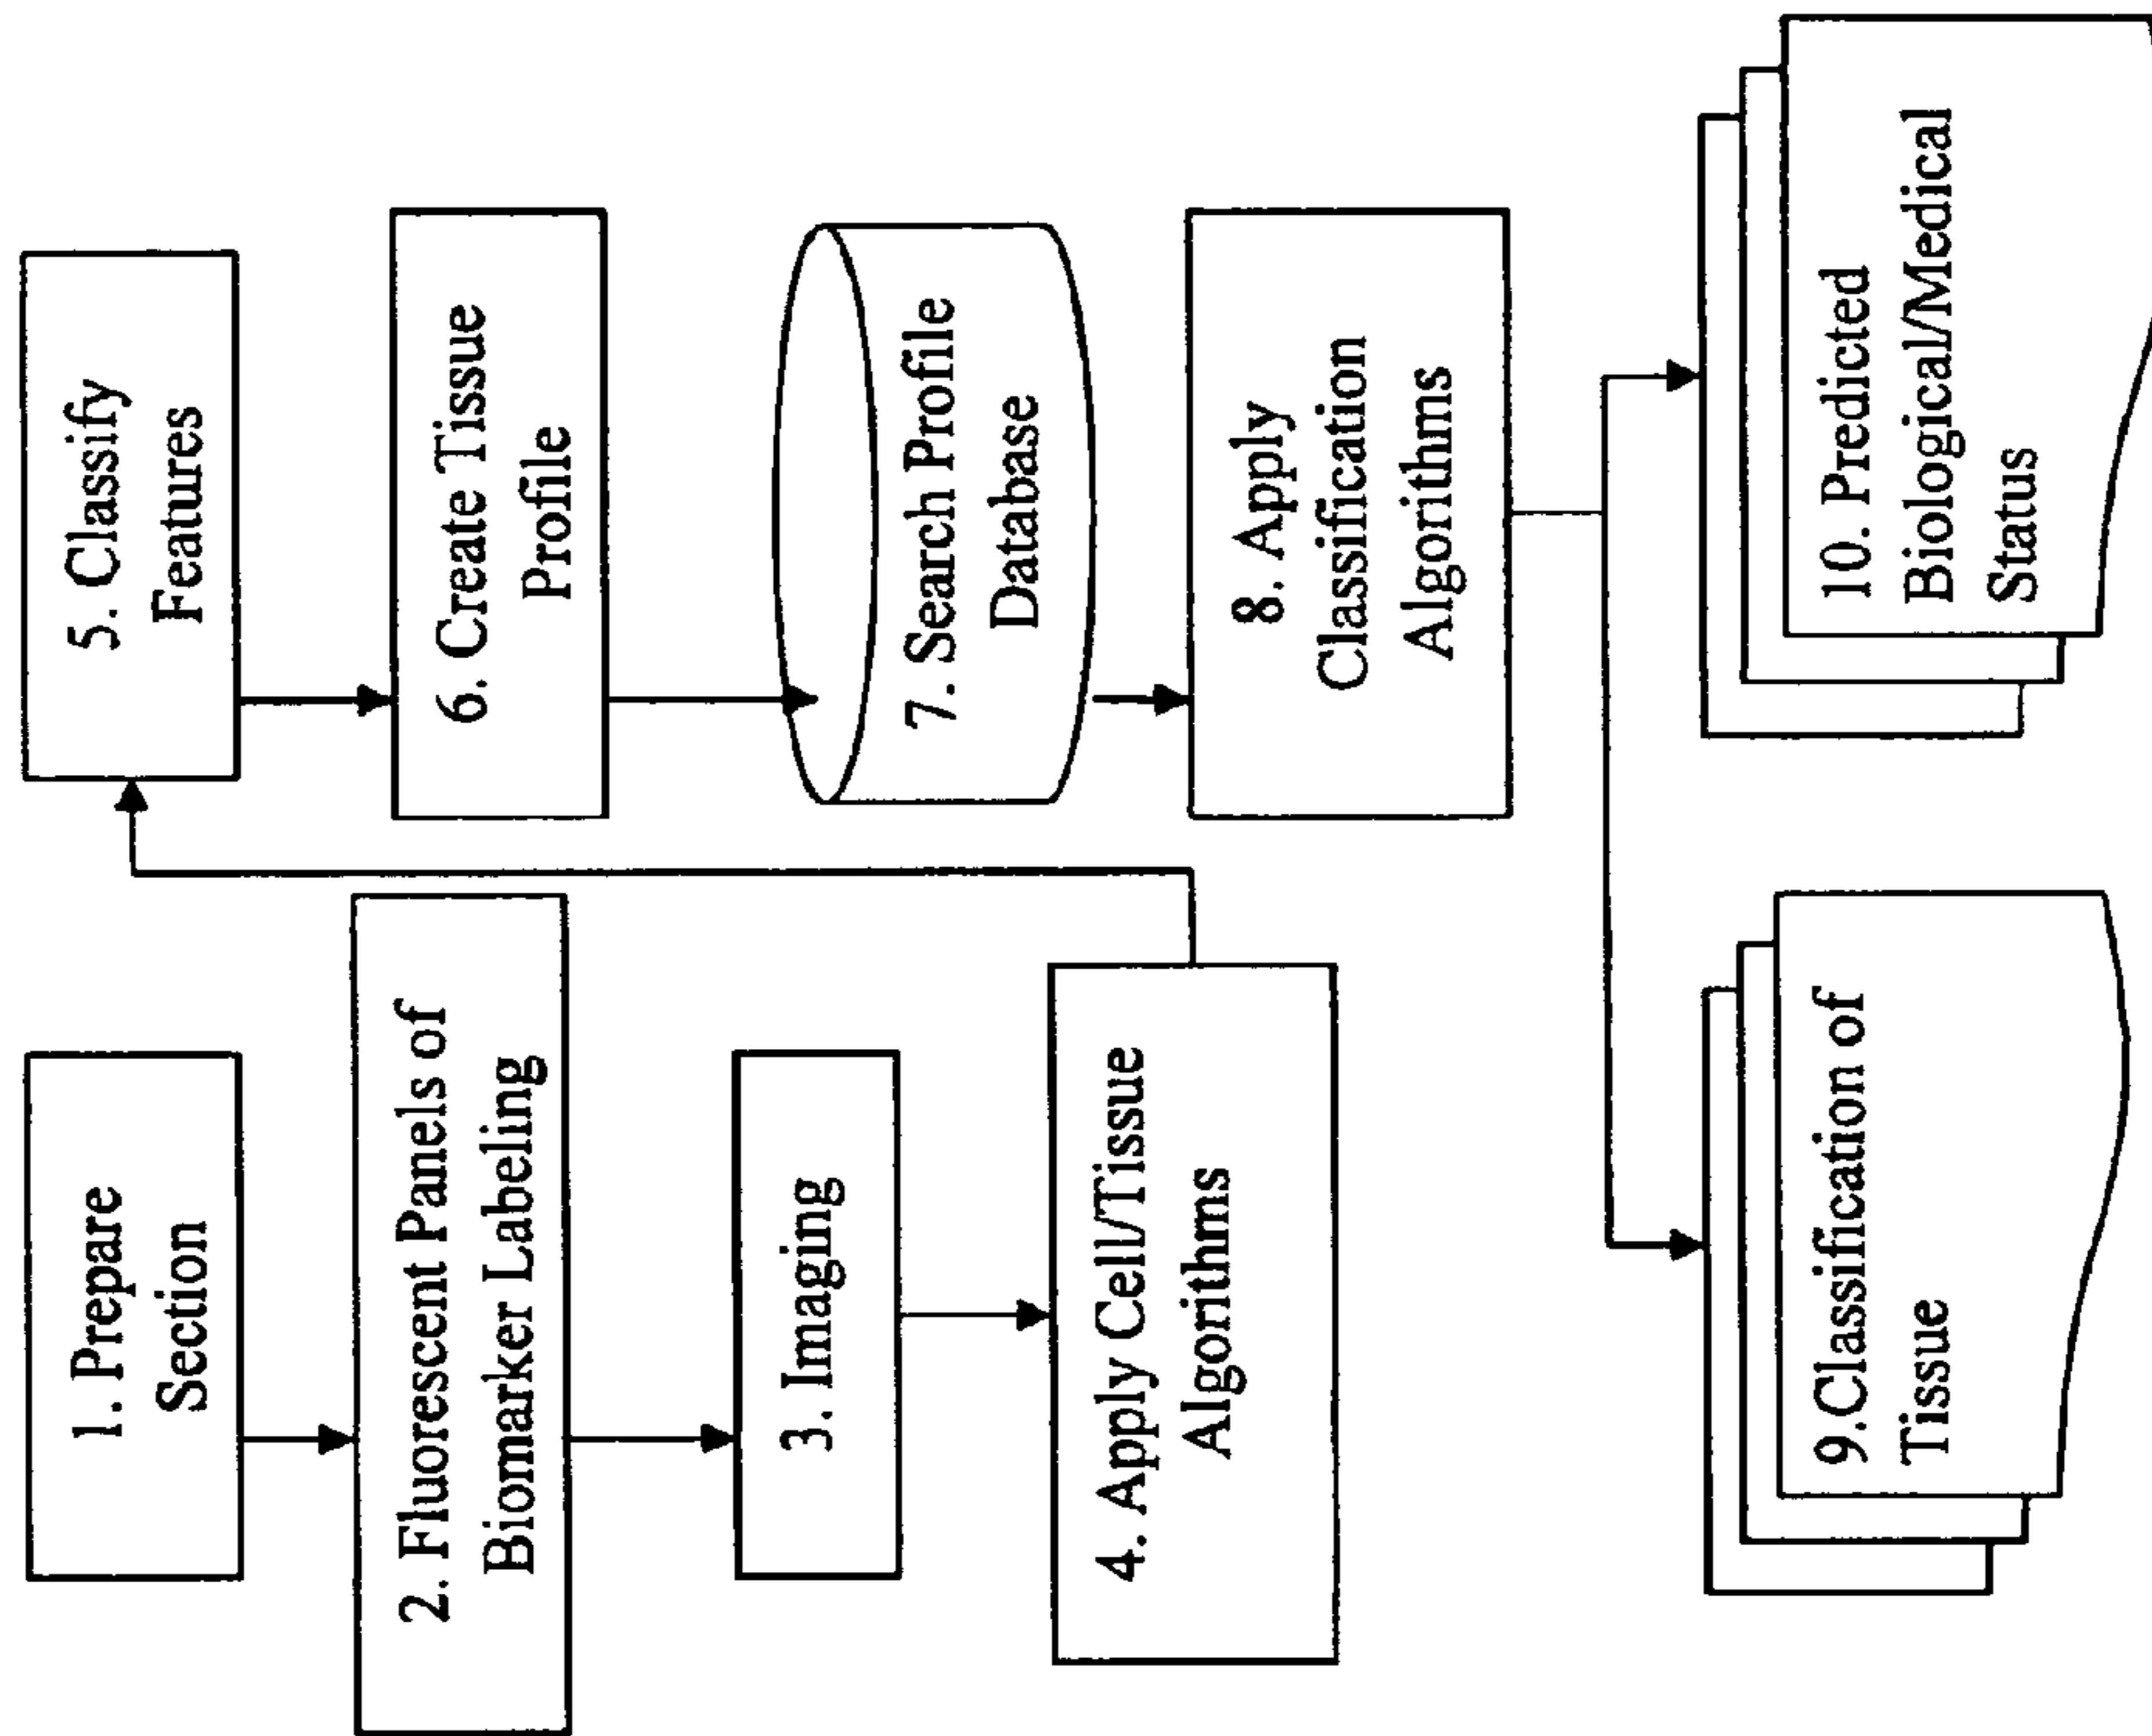 1. Prepare
Section
2. Fluorescent Panels of
Biomarker Labeling
3. Imaging
4. Apply Cell/Tissue
Algorithms
5. Classify
Features
6. Create Tissue
Profile
7. Search Profile
Database
8. Apply
Classification
Algorithms
9.Classification of
Tissue
10. Predicted
Biological/Medical
Status